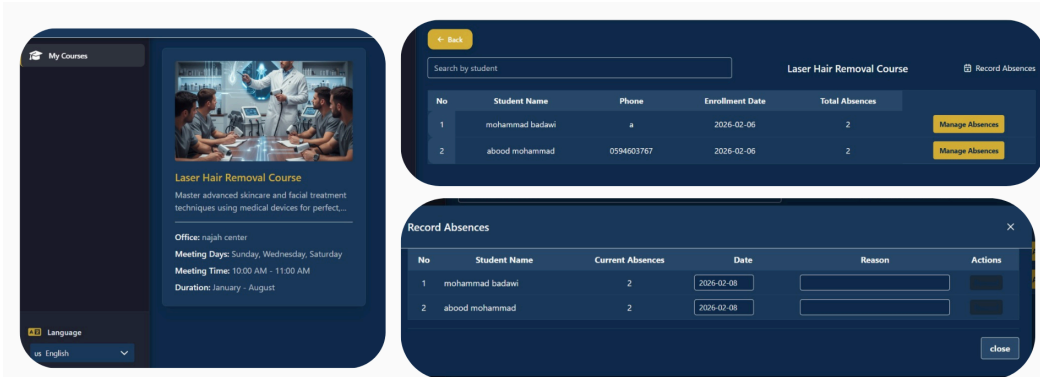 My Courses
Laser Hair Removal Course
Master advanced skincare and facial treatment
techniques using medical devices for perfect,...
Office: najah center
Meeting Days: Sunday, Wednesday, Saturday
Meeting Time: 10:00 AM - 11:00 AM
Duration: January - August
Language
us English
← Back
Search by student
Laser Hair Removal Course
Record Absences
No Student Name Phone Enrollment Date Total Absences
1 mohammad badawi a 2026-02-06 2 Manage Absences
2 abood mohammad 0594603767 2026-02-06 2 Manage Absences
Record Absences ×
No Student Name Current Absences Date Reason Actions
1 mohammad badawi 2 2026-02-08
2 abood mohammad 2 2026-02-08
close